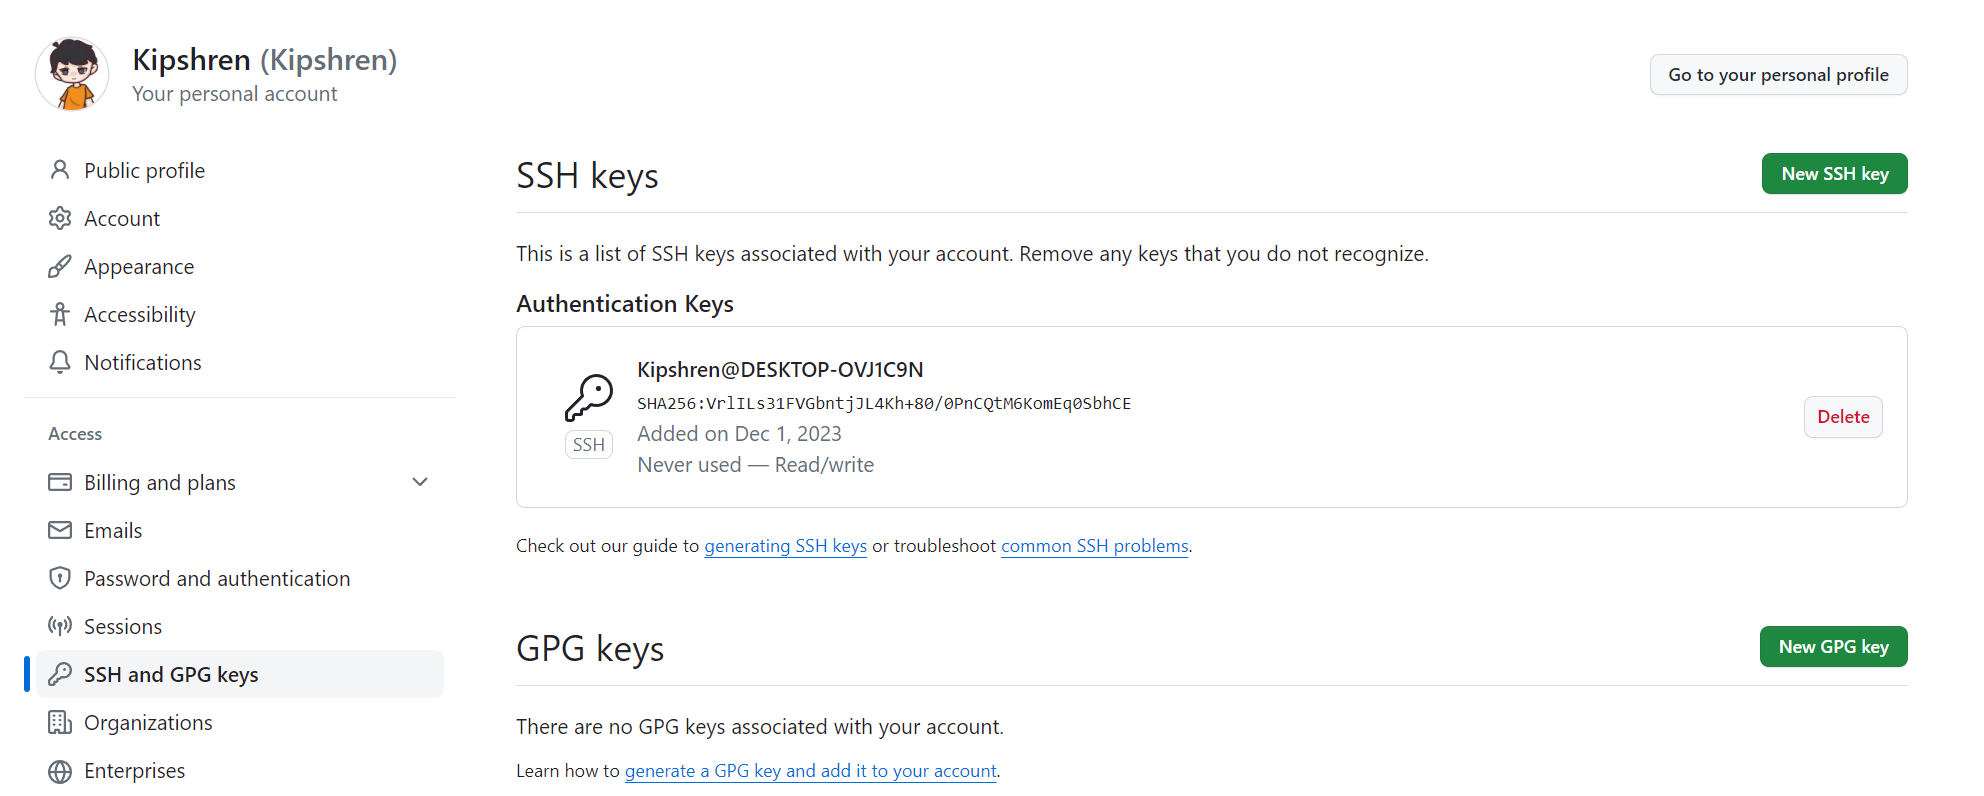 Kipshren (Kipshren)
Your personal account
Go to your personal profile
Public profile
Account
Appearance
Accessibility
Notifications
Access
Billing and plans
Emails
Password and authentication
Sessions
SSH and GPG keys
Organizations
Enterprises
SSH keys
New SSH key
This is a list of SSH keys associated with your account. Remove any keys that you do not recognize.
Authentication Keys
Kipshren@DESKTOP-OVJ1C9N
SHA256:VrlILs31FVGbntjJL4Kh+80/0PnCQtM6KomEq0SbhCE
Added on Dec 1, 2023
Never used — Read/write
SSH
Delete
Check out our guide to generating SSH keys or troubleshoot common SSH problems.
GPG keys
New GPG key
There are no GPG keys associated with your account.
Learn how to generate a GPG key and add it to your account.